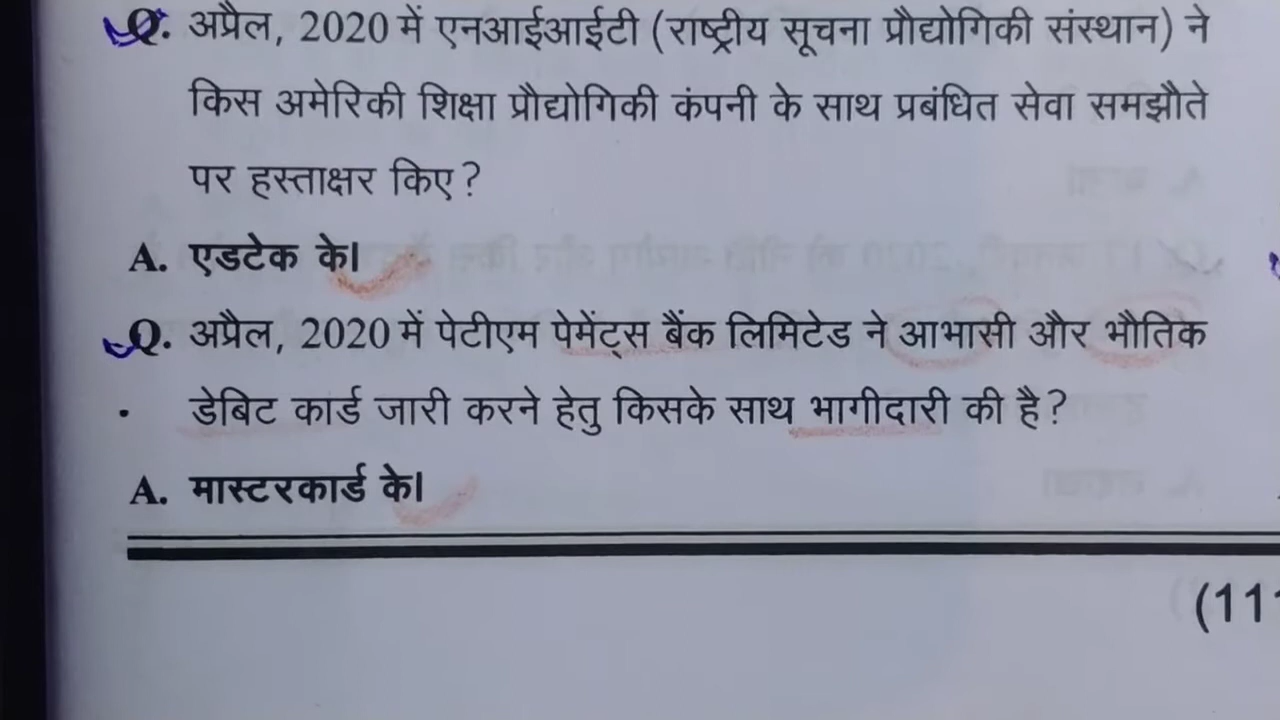 Q. अप्रैल, 2020 में एनआईआईटी (राष्ट्रीय सूचना प्रौद्योगिकी संस्थान) ने
किस अमेरिकी शिक्षा प्रौद्योगिकी कंपनी के साथ प्रबंधित सेवा समझौते
पर हस्ताक्षर किए?
A. एडटेक के।
Q. अप्रैल, 2020 में पेटीएम पेमेंट्स बैंक लिमिटेड ने आभासी और भौतिक
डेबिट कार्ड जारी करने हेतु किसके साथ भागीदारी की है?
A. मास्टरकार्ड के।